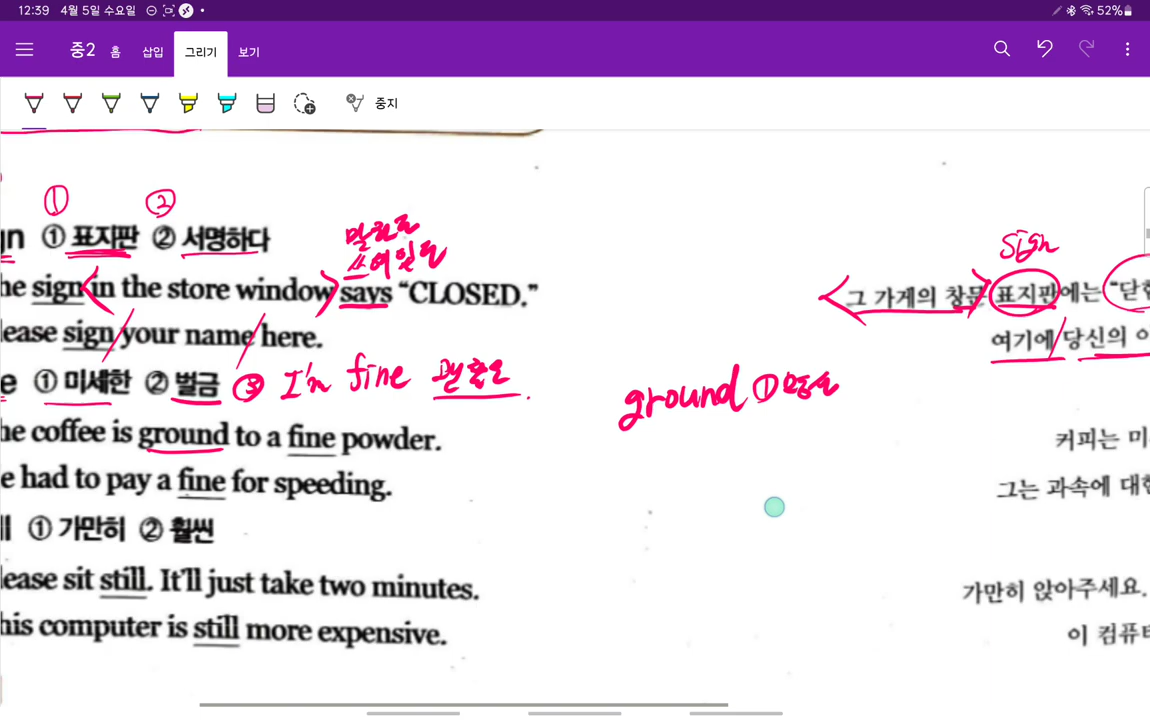 12:39 4월 5일 수요일 52%
중2 홈 삽입 그리기 보기
중지
① ②
gn ① 표지판 ② 서명하다
말한다
쓰여있다
sign
he sign in the store window says “CLOSED.”
그 가게의 창문 표지판에는 “닫
lease sign your name here.
여기에 당신의 이
e ① 미세한 ② 벌금 ③ I'm fine 괜찮다.
ground ①
he coffee is ground to a fine powder.
커피는 미
e had to pay a fine for speeding.
그는 과속에 대한
ll ① 가만히 ② 훨씬
lease sit still. It'll just take two minutes.
가만히 앉아주세요.
his computer is still more expensive.
이 컴퓨터